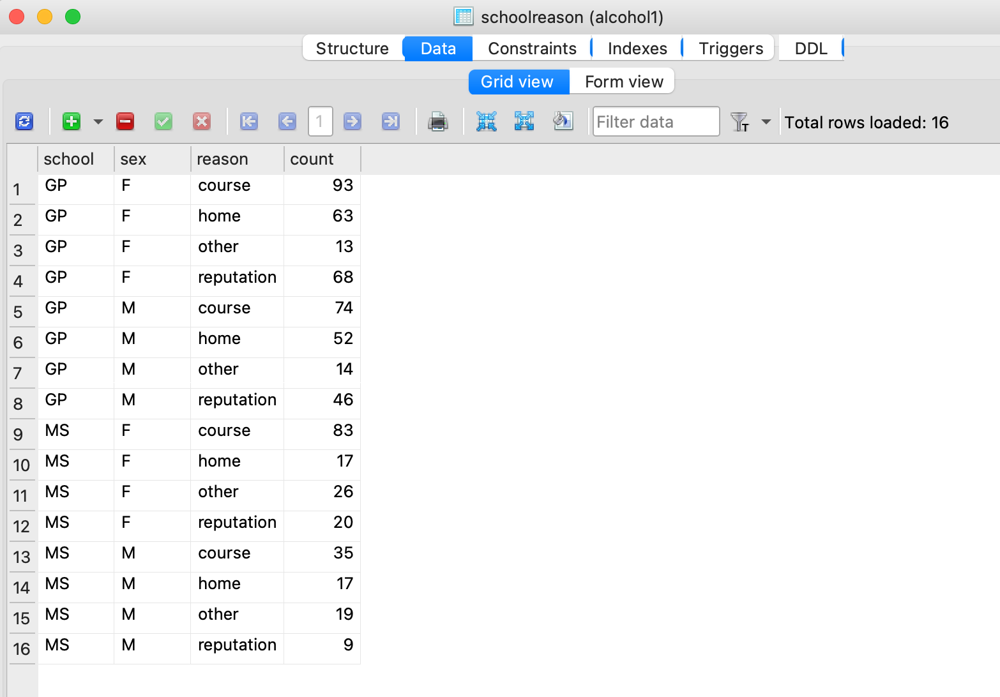 schoolreason (alcohol1)
Structure Data Constraints Indexes Triggers DDL
Grid view Form view
1 Filter data Total rows loaded: 16
school sex reason count
1 GP F course 93
2 GP F home 63
3 GP F other 13
4 GP F reputation 68
5 GP M course 74
6 GP M home 52
7 GP M other 14
8 GP M reputation 46
9 MS F course 83
10 MS F home 17
11 MS F other 26
12 MS F reputation 20
13 MS M course 35
14 MS M home 17
15 MS M other 19
16 MS M reputation 9